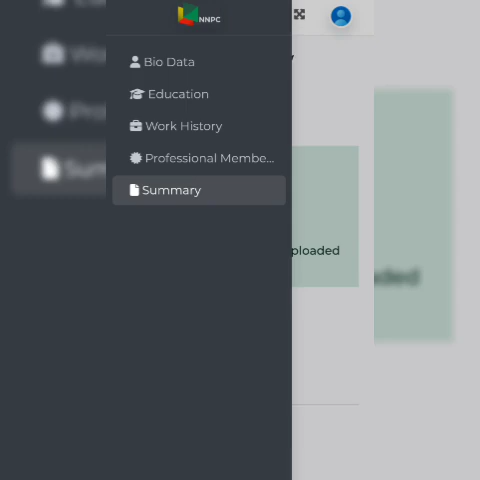 NNPC
Bio Data
Education
Work History
Professional Membe...
Summary
ploaded